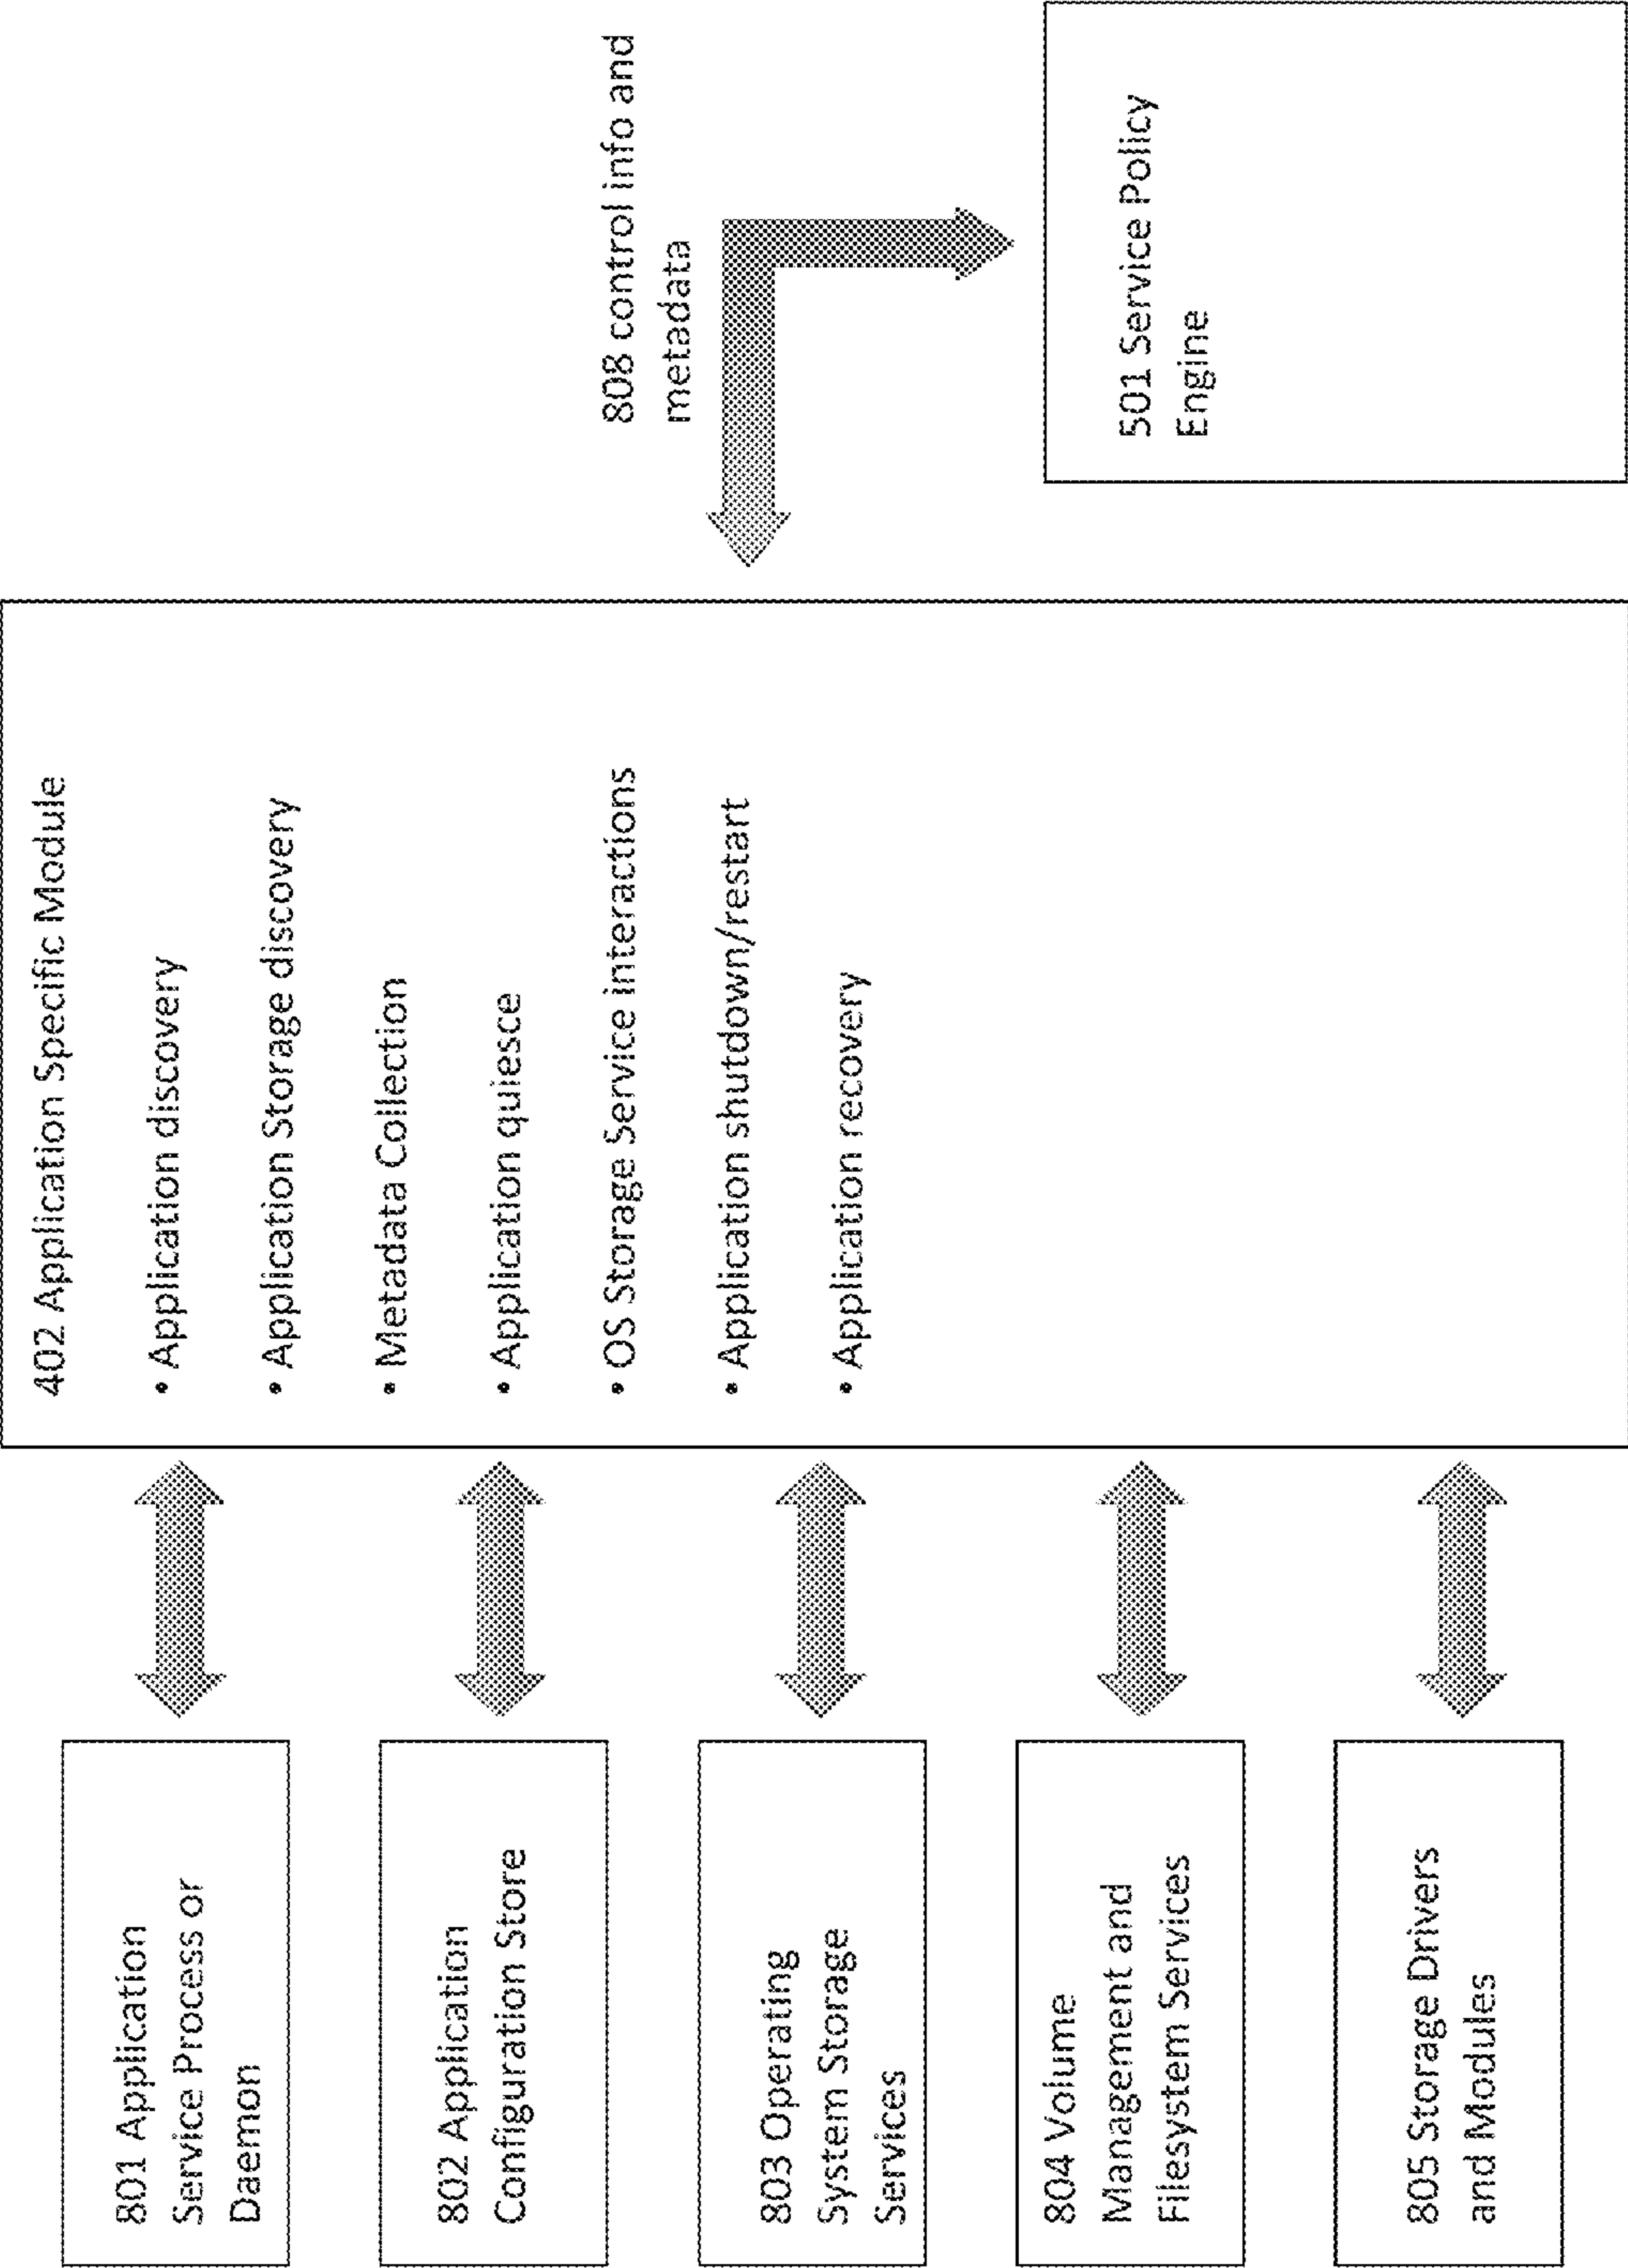 801 Application
Service Process or
Daemon
802 Application
Configuration Store
803 Operating
System Storage
Services
804 Volume
Management and
Filesystem Services
805 Storage Drivers
and Modules
402 Application Specific Module
• Application discovery
• Application Storage discovery
• Metadata Collection
• Application quiesce
• OS Storage Service interactions
• Application shutdown/restart
• Application recovery
808 control info and
metadata
501 Service Policy
Engine